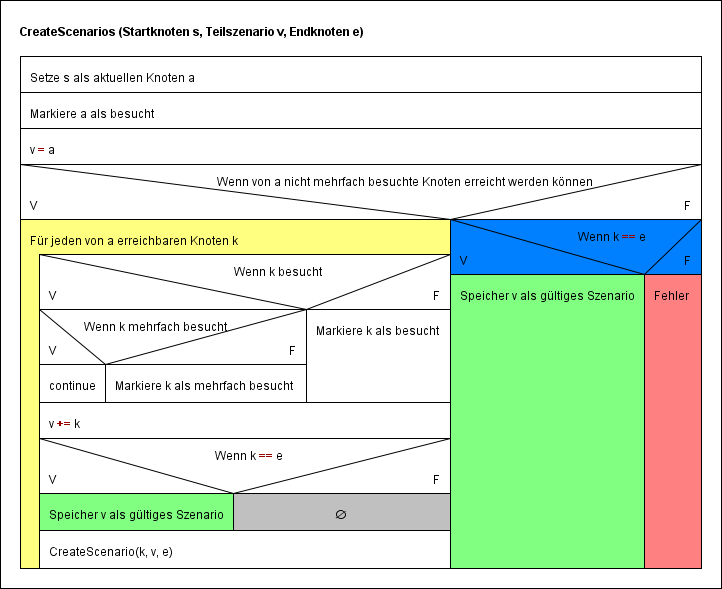 CreateScenarios (Startknoten s, Teilszenario v, Endknoten e)
Setze s als aktuellen Knoten a
Markiere a als besucht
v = a
Wenn von a nicht mehrfach besuchte Knoten erreicht werden können
V
F
Für jeden von a erreichbaren Knoten k
Wenn k == e
V
F
Wenn k besucht
V
F
Speicher v als gültiges Szenario
Fehler
Wenn k mehrfach besucht
V
F
Markiere k als besucht
continue
Markiere k als mehrfach besucht
v += k
Wenn k == e
V
F
Speicher v als gültiges Szenario
∅
CreateScenario(k, v, e)